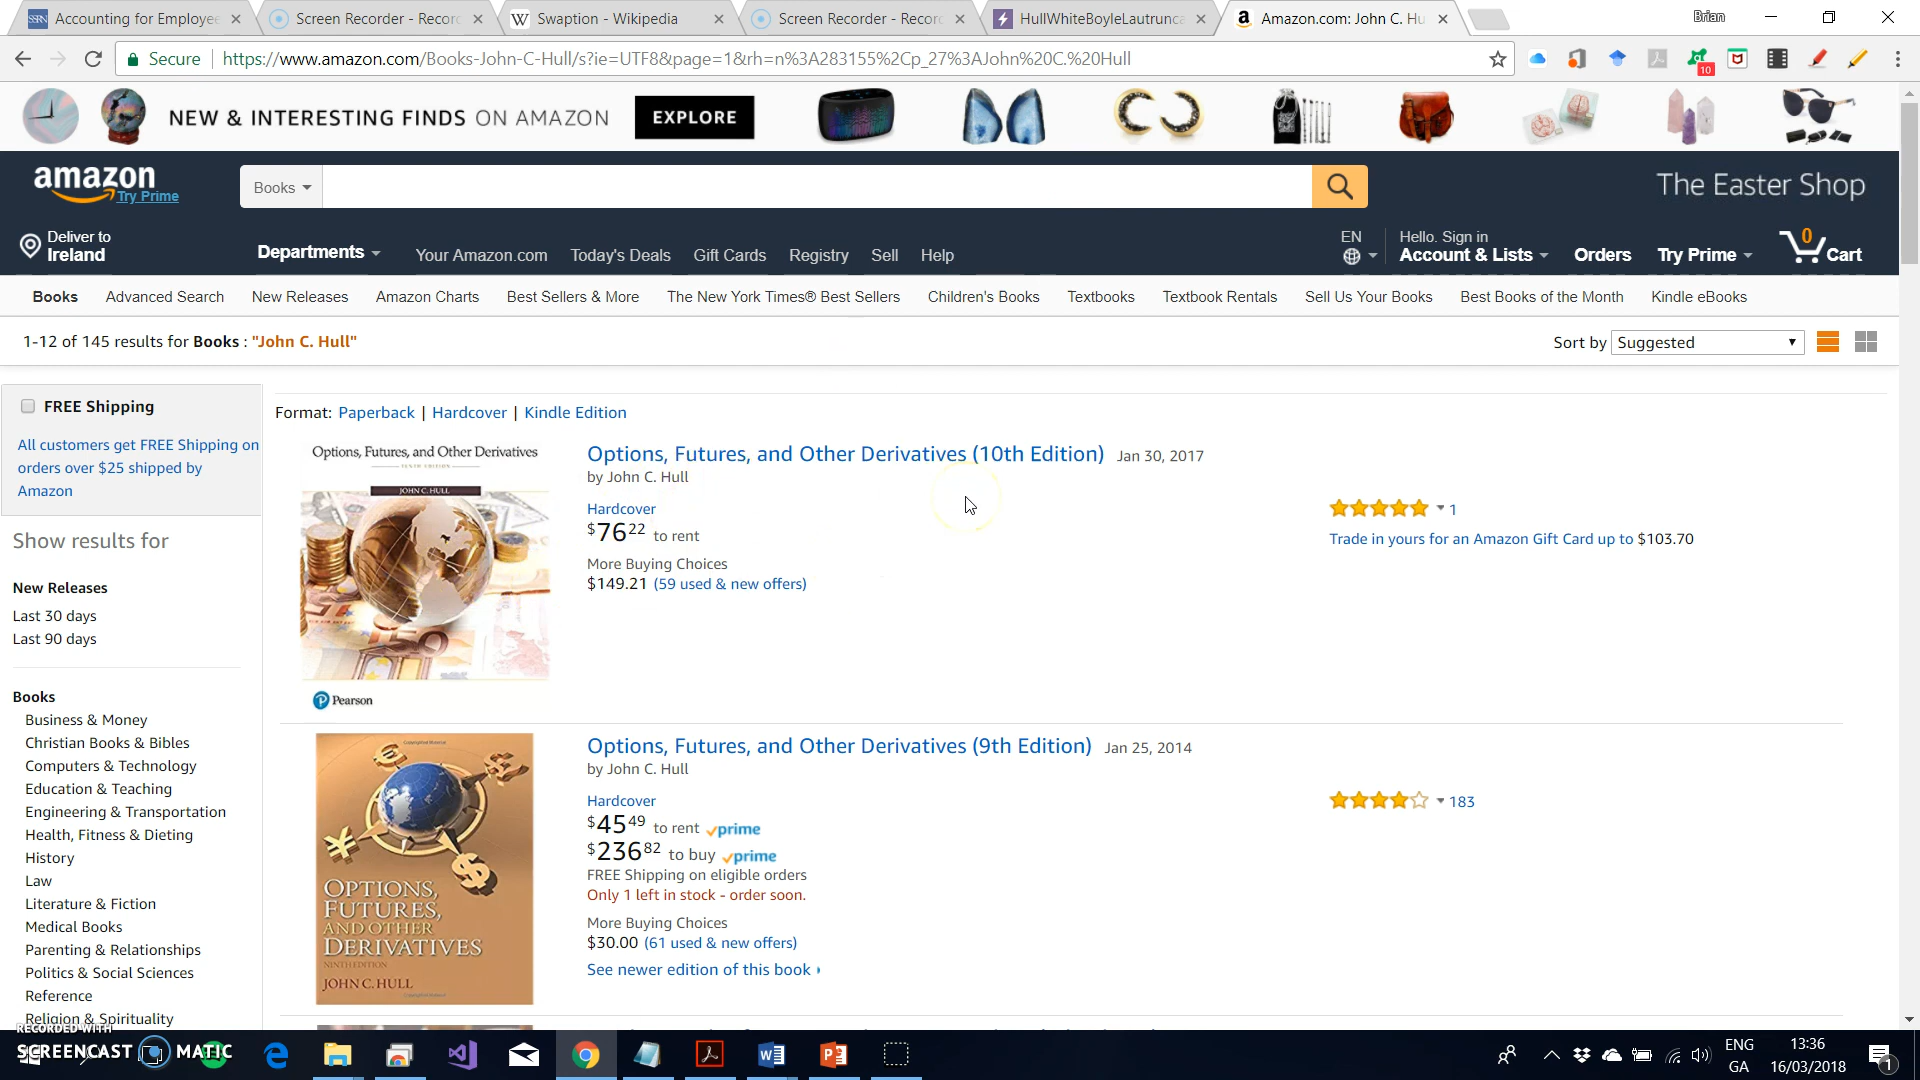 Accounting for Employee
Screen Recorder - Record
Swaption - Wikipedia
Screen Recorder - Record
HullWhiteBoyleLautrunca
Amazon.com: John C. Hu
Brian
Secure
https://www.amazon.com/Books-John-C-Hull/s?ie=UTF8&page=1&rh=n%3A283155%2Cp_27%3AJohn%20C.%20Hull
10
NEW & INTERESTING FINDS ON AMAZON
EXPLORE
amazon
Try Prime
Books
The Easter Shop
Deliver to
Ireland
Departments
Your Amazon.com
Today's Deals
Gift Cards
Registry
Sell
Help
EN
Hello. Sign in
Account & Lists
Orders
Try Prime
0
Cart
Books
Advanced Search
New Releases
Amazon Charts
Best Sellers & More
The New York Times® Best Sellers
Children's Books
Textbooks
Textbook Rentals
Sell Us Your Books
Best Books of the Month
Kindle eBooks
1-12 of 145 results for Books : "John C. Hull"
Sort by Suggested
FREE Shipping
All customers get FREE Shipping on
orders over $25 shipped by
Amazon
Show results for
New Releases
Last 30 days
Last 90 days
Books
Business & Money
Christian Books & Bibles
Computers & Technology
Education & Teaching
Engineering & Transportation
Health, Fitness & Dieting
History
Law
Literature & Fiction
Medical Books
Parenting & Relationships
Politics & Social Sciences
Reference
Religion & Spirituality
Format: Paperback | Hardcover | Kindle Edition
Options, Futures, and Other Derivatives
TENTH EDITION
JOHN C. HULL
Pearson
Options, Futures, and Other Derivatives (10th Edition) Jan 30, 2017
by John C. Hull
Hardcover
$76 22 to rent
More Buying Choices
$149.21 (59 used & new offers)
1
Trade in yours for an Amazon Gift Card up to $103.70
OPTIONS,
FUTURES,
AND OTHER
DERIVATIVES
NINTH EDITION
JOHN C. HULL
Options, Futures, and Other Derivatives (9th Edition) Jan 25, 2014
by John C. Hull
Hardcover
$45 49 to rent prime
$236 82 to buy prime
FREE Shipping on eligible orders
Only 1 left in stock - order soon.
More Buying Choices
$30.00 (61 used & new offers)
See newer edition of this book
183
RECORDED WITH
SCREENCAST MATIC
ENG
GA
13:36
16/03/2018
1